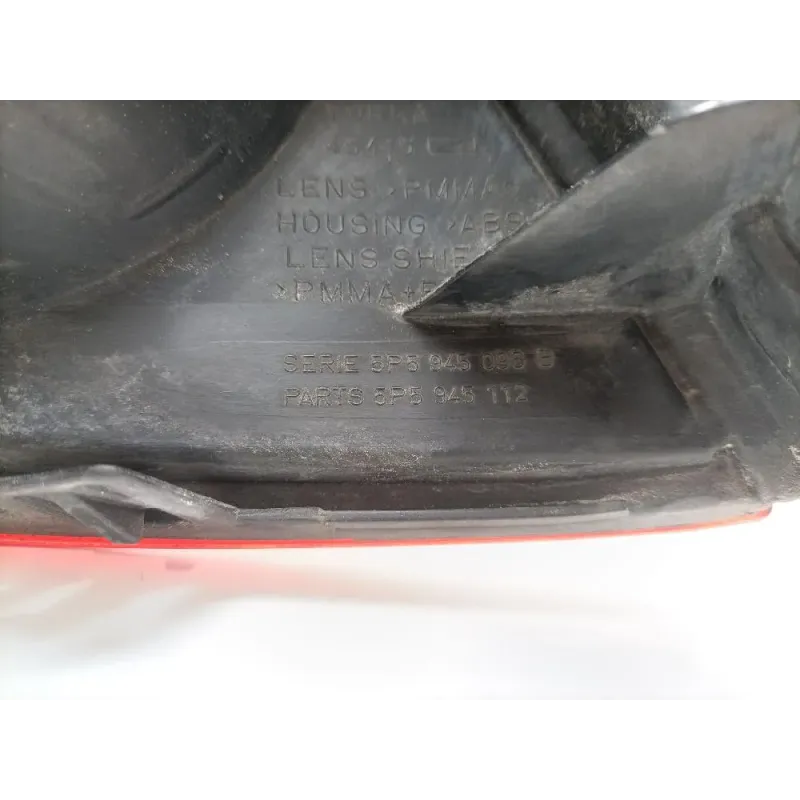 LENS >PMMA<
HOUSING >ABS
LENS SHIE
>PMMA+
SERIE 5P5 945 096 B
PARTS 5P5 945 112